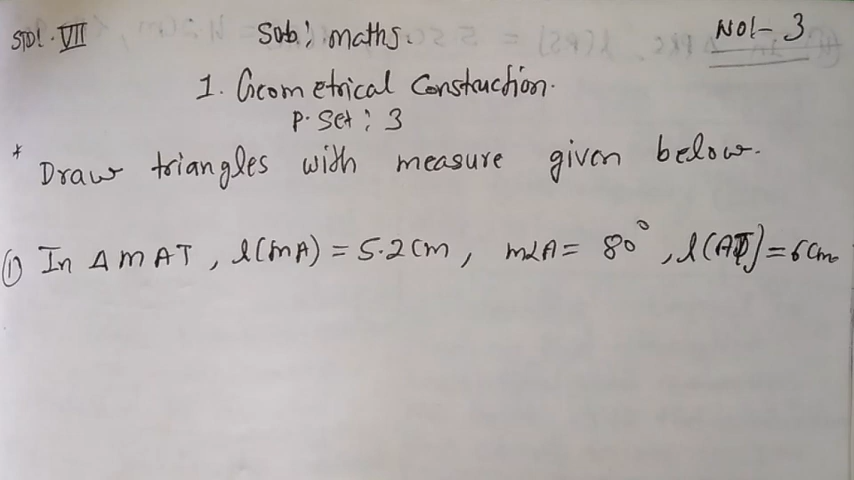 STD: VII Sub: maths. No:- 3
1. Geometrical Construction.
P. Set: 3
* Draw triangles with measure given below.
① In Δ MAT, l(MA) = 5.2cm, m∠A = 80°, l(AT) = 6cm